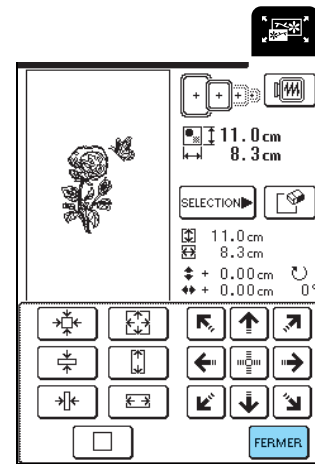 11.0cm
8.3cm
SELECTION
11.0cm
8.3cm
+ 0.00cm
+ 0.00cm 0°
FERMER